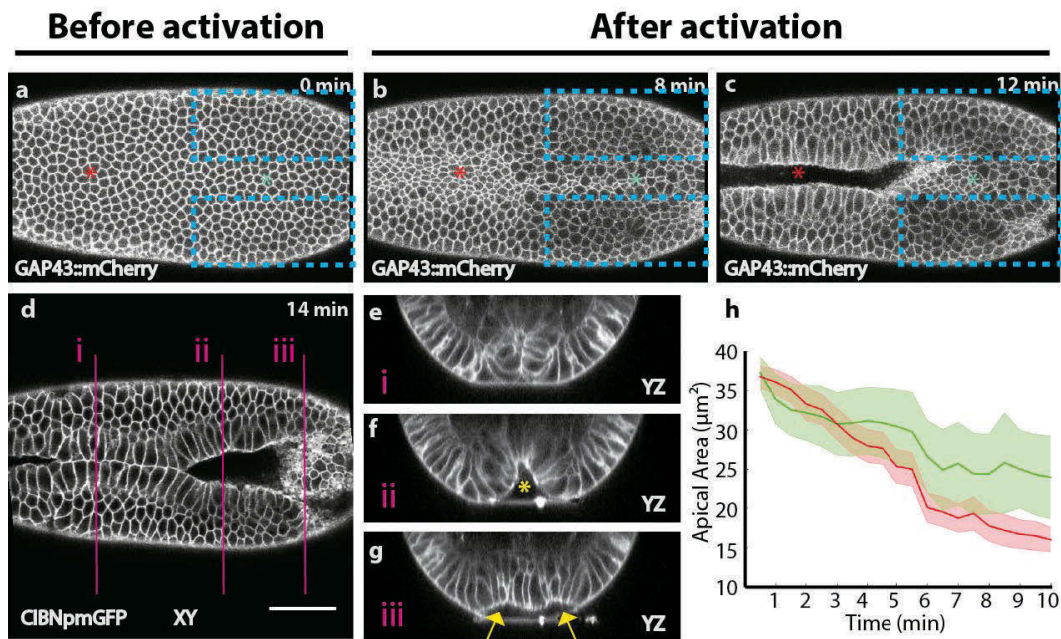 Before activation
After activation
a
0 min
GAP43::mCherry
b
8 min
GAP43::mCherry
c
12 min
GAP43::mCherry
d
14 min
i
ii
iii
CIBNpmGFP XY
e
i
YZ
f
ii
YZ
g
iii
YZ
h
Apical Area (μm²)
40
35
30
25
20
15
10
1 2 3 4 5 6 7 8 9 10
Time (min)